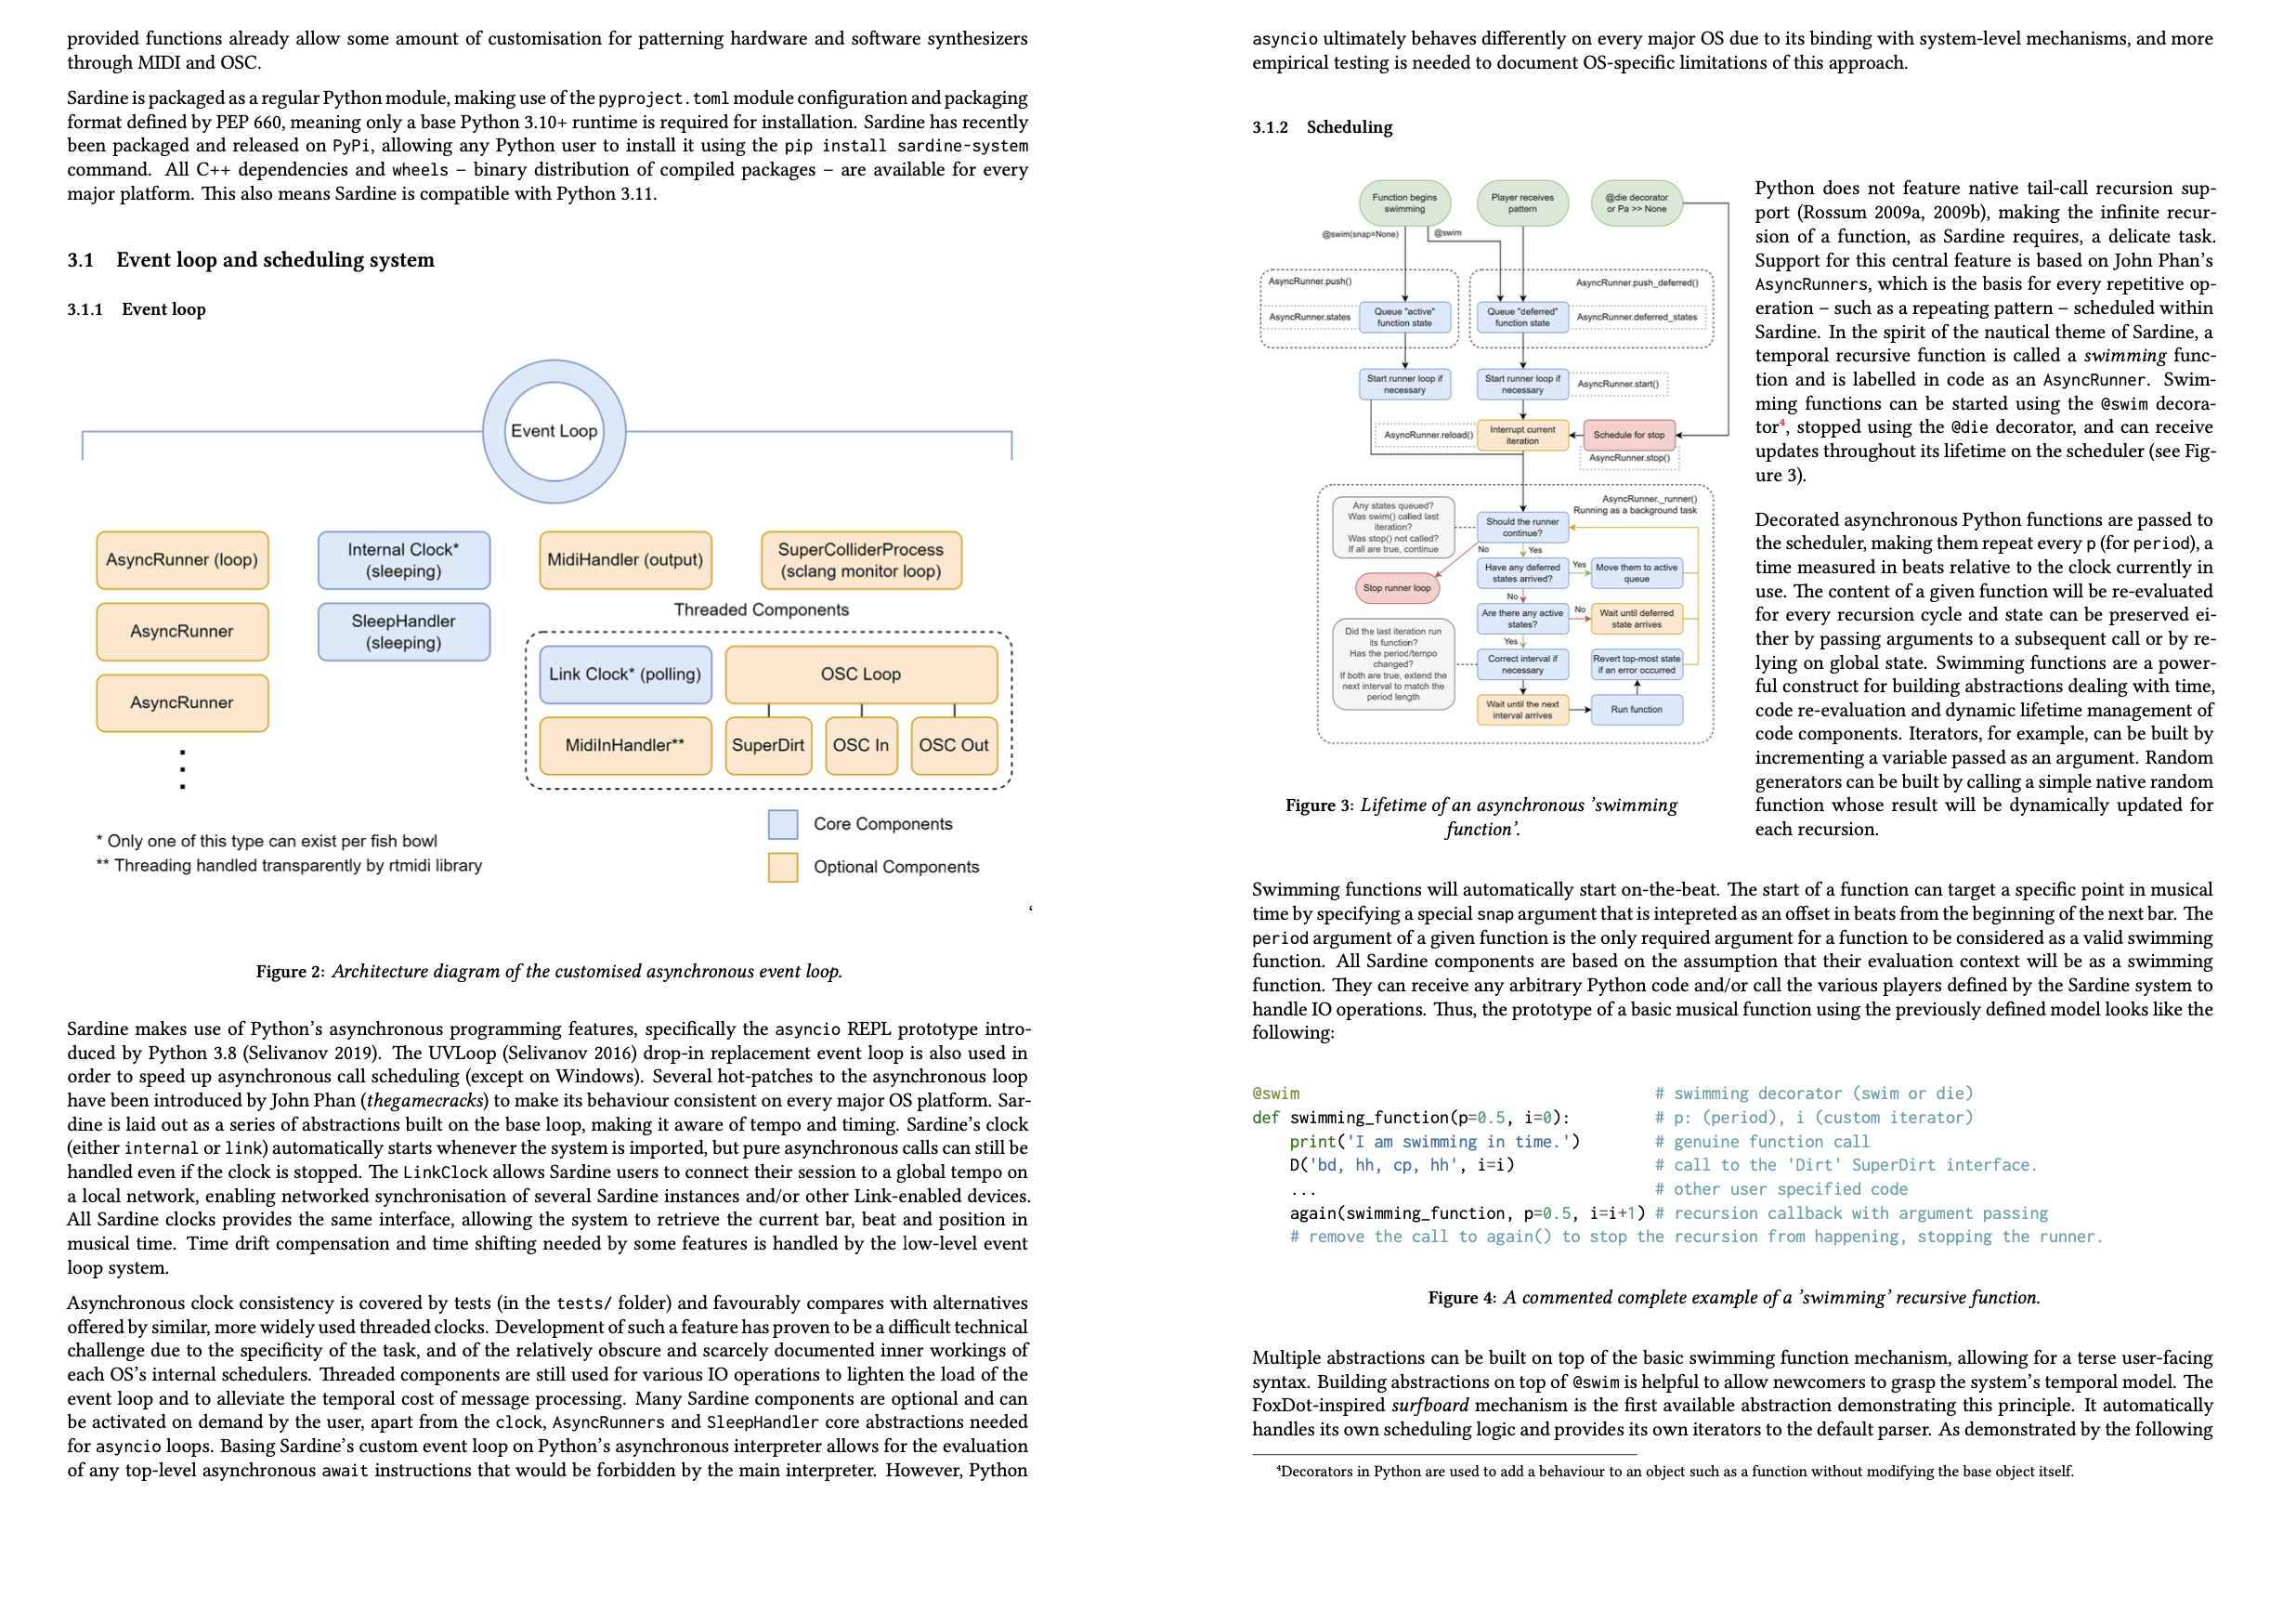 provided functions already allow some amount of customisation for patterning hardware and software synthesizers
through MIDI and OSC.
Sardine is packaged as a regular Python module, making use of the pyproject.toml module configuration and packaging
format defined by PEP 660, meaning only a base Python 3.10+ runtime is required for installation. Sardine has recently
been packaged and released on PyPi, allowing any Python user to install it using the pip install sardine-system
command. All C++ dependencies and wheels – binary distribution of compiled packages – are available for every
major platform. This also means Sardine is compatible with Python 3.11.
3.1 Event loop and scheduling system
3.1.1 Event loop
Event Loop
AsyncRunner (loop)
Internal Clock*
(sleeping)
MidiHandler (output)
SuperColliderProcess
(sclang monitor loop)
AsyncRunner
SleepHandler
(sleeping)
Threaded Components
AsyncRunner
Link Clock* (polling)
OSC Loop
MidiInHandler**
SuperDirt
OSC In
OSC Out
* Only one of this type can exist per fish bowl
** Threading handled transparently by rtmidi library
Core Components
Optional Components
‘
Figure 2: Architecture diagram of the customised asynchronous event loop.
Sardine makes use of Python’s asynchronous programming features, specifically the asyncio REPL prototype intro-
duced by Python 3.8 (Selivanov 2019). The UVLoop (Selivanov 2016) drop-in replacement event loop is also used in
order to speed up asynchronous call scheduling (except on Windows). Several hot-patches to the asynchronous loop
have been introduced by John Phan (thegamecracks) to make its behaviour consistent on every major OS platform. Sar-
dine is laid out as a series of abstractions built on the base loop, making it aware of tempo and timing. Sardine’s clock
(either internal or link) automatically starts whenever the system is imported, but pure asynchronous calls can still be
handled even if the clock is stopped. The LinkClock allows Sardine users to connect their session to a global tempo on
a local network, enabling networked synchronisation of several Sardine instances and/or other Link-enabled devices.
All Sardine clocks provides the same interface, allowing the system to retrieve the current bar, beat and position in
musical time. Time drift compensation and time shifting needed by some features is handled by the low-level event
loop system.
Asynchronous clock consistency is covered by tests (in the tests/ folder) and favourably compares with alternatives
offered by similar, more widely used threaded clocks. Development of such a feature has proven to be a difficult technical
challenge due to the specificity of the task, and of the relatively obscure and scarcely documented inner workings of
each OS’s internal schedulers. Threaded components are still used for various IO operations to lighten the load of the
event loop and to alleviate the temporal cost of message processing. Many Sardine components are optional and can
be activated on demand by the user, apart from the clock, AsyncRunners and SleepHandler core abstractions needed
for asyncio loops. Basing Sardine’s custom event loop on Python’s asynchronous interpreter allows for the evaluation
of any top-level asynchronous await instructions that would be forbidden by the main interpreter. However, Python
asyncio ultimately behaves differently on every major OS due to its binding with system-level mechanisms, and more
empirical testing is needed to document OS-specific limitations of this approach.
3.1.2 Scheduling
Function begins
swimming
Player receives
pattern
@die decorator
or Pa >> None
@swim(snap=None)
@swim
AsyncRunner.push()
AsyncRunner.push_deferred()
AsyncRunner.states
Queue "active"
function state
Queue "deferred"
function state
AsyncRunner.deferred_states
Start runner loop if
necessary
Start runner loop if
necessary
AsyncRunner.start()
AsyncRunner.reload()
Interrupt current
iteration
Schedule for stop
AsyncRunner.stop()
AsyncRunner._runner()
Running as a background task
Any states queued?
Was swim() called last
iteration?
Was stop() not called?
If all are true, continue
Should the runner
continue?
No
Yes
Stop runner loop
Have any deferred
states arrived?
Yes
Move them to active
queue
No
Are there any active
states?
No
Wait until deferred
state arrives
Yes
Did the last iteration run
its function?
Has the period/tempo
changed?
If both are true, extend the
next interval to match the
period length
Correct interval if
necessary
Revert top-most state
if an error occurred
Wait until the next
interval arrives
Run function
Figure 3: Lifetime of an asynchronous ’swimming
function’.
Python does not feature native tail-call recursion sup-
port (Rossum 2009a, 2009b), making the infinite recur-
sion of a function, as Sardine requires, a delicate task.
Support for this central feature is based on John Phan’s
AsyncRunners, which is the basis for every repetitive op-
eration – such as a repeating pattern – scheduled within
Sardine. In the spirit of the nautical theme of Sardine, a
temporal recursive function is called a swimming func-
tion and is labelled in code as an AsyncRunner. Swim-
ming functions can be started using the @swim decora-
tor⁴, stopped using the @die decorator, and can receive
updates throughout its lifetime on the scheduler (see Fig-
ure 3).
Decorated asynchronous Python functions are passed to
the scheduler, making them repeat every p (for period), a
time measured in beats relative to the clock currently in
use. The content of a given function will be re-evaluated
for every recursion cycle and state can be preserved ei-
ther by passing arguments to a subsequent call or by re-
lying on global state. Swimming functions are a power-
ful construct for building abstractions dealing with time,
code re-evaluation and dynamic lifetime management of
code components. Iterators, for example, can be built by
incrementing a variable passed as an argument. Random
generators can be built by calling a simple native random
function whose result will be dynamically updated for
each recursion.
Swimming functions will automatically start on-the-beat. The start of a function can target a specific point in musical
time by specifying a special snap argument that is intepreted as an offset in beats from the beginning of the next bar. The
period argument of a given function is the only required argument for a function to be considered as a valid swimming
function. All Sardine components are based on the assumption that their evaluation context will be as a swimming
function. They can receive any arbitrary Python code and/or call the various players defined by the Sardine system to
handle IO operations. Thus, the prototype of a basic musical function using the previously defined model looks like the
following:
@swim # swimming decorator (swim or die)
def swimming_function(p=0.5, i=0): # p: (period), i (custom iterator)
print('I am swimming in time.') # genuine function call
D('bd, hh, cp, hh', i=i) # call to the 'Dirt' SuperDirt interface.
... # other user specified code
again(swimming_function, p=0.5, i=i+1) # recursion callback with argument passing
# remove the call to again() to stop the recursion from happening, stopping the runner.
Figure 4: A commented complete example of a ’swimming’ recursive function.
Multiple abstractions can be built on top of the basic swimming function mechanism, allowing for a terse user-facing
syntax. Building abstractions on top of @swim is helpful to allow newcomers to grasp the system’s temporal model. The
FoxDot-inspired surfboard mechanism is the first available abstraction demonstrating this principle. It automatically
handles its own scheduling logic and provides its own iterators to the default parser. As demonstrated by the following
⁴Decorators in Python are used to add a behaviour to an object such as a function without modifying the base object itself.